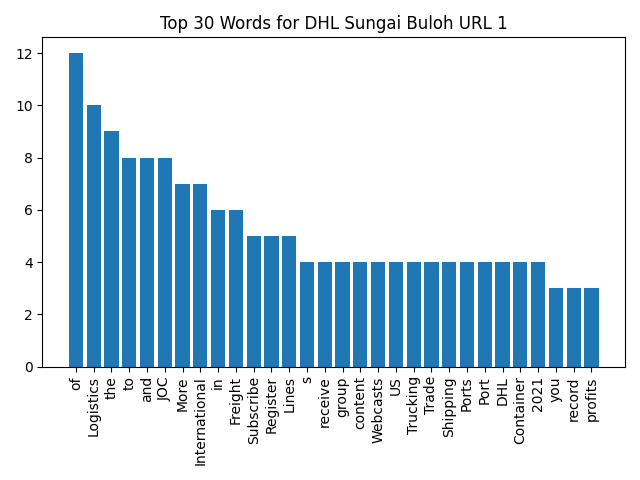 Top 30 Words for DHL Sungai Buloh URL 1
12
10
8
6
4
2
0
of
Logistics
the
to
and
JOC
More
International
in
Freight
Subscribe
Register
Lines
s
receive
group
content
Webcasts
US
Trucking
Trade
Shipping
Ports
Port
DHL
Container
2021
you
record
profits